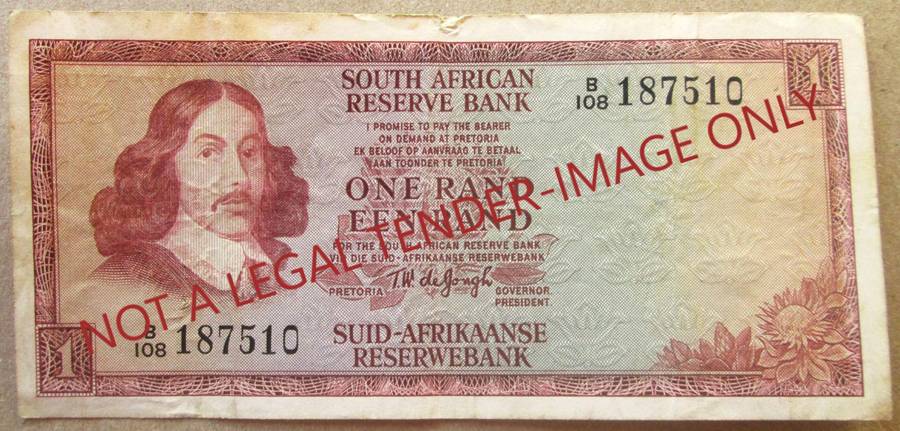 1
SOUTH AFRICAN
RESERVE BANK
B
108 187510
I PROMISE TO PAY THE BEARER
ON DEMAND AT PRETORIA
EK BELOOF OP AANVRAAG TE BETAAL
AAN TOONDER TE PRETORIA
ONE RAND
EEN RAND
FOR THE SOUTH AFRICAN RESERVE BANK
VIR DIE SUID-AFRIKAANSE RESERWEBANK
T.W. de Jongh
PRETORIA
GOVERNOR
PRESIDENT.
NOT A LEGAL TENDER-IMAGE ONLY
1
B
108 187510
SUID-AFRIKAANSE
RESERWEBANK